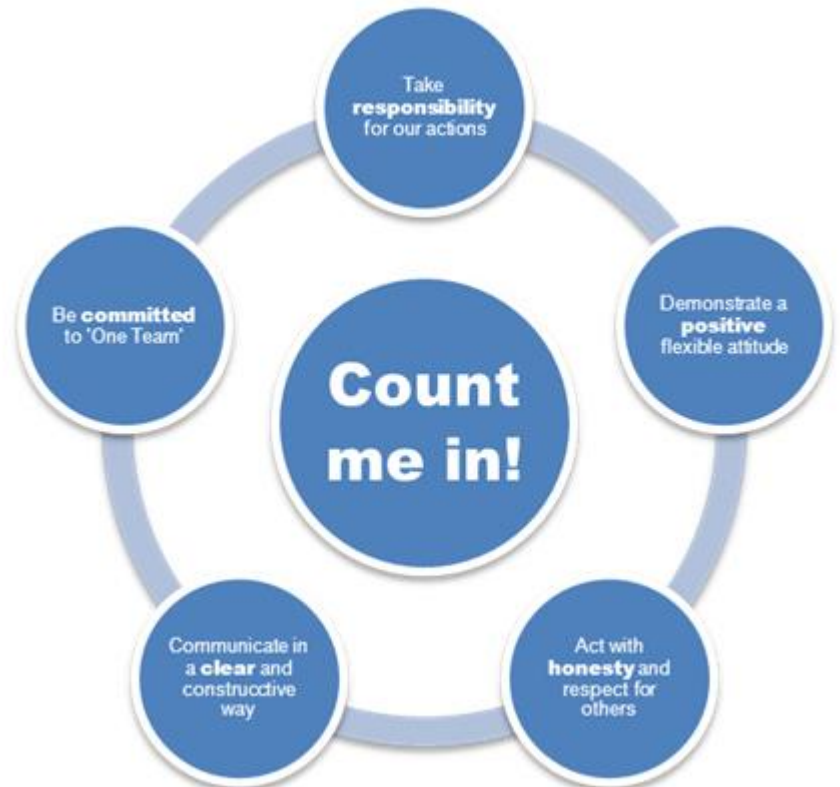 Take
responsibility
for our actions
Demonstrate a
positive
flexible attitude
Act with
honesty and
respect for
others
Communicate in
a clear and
construcctive
way
Be committed
to 'One Team'
Count
me in!